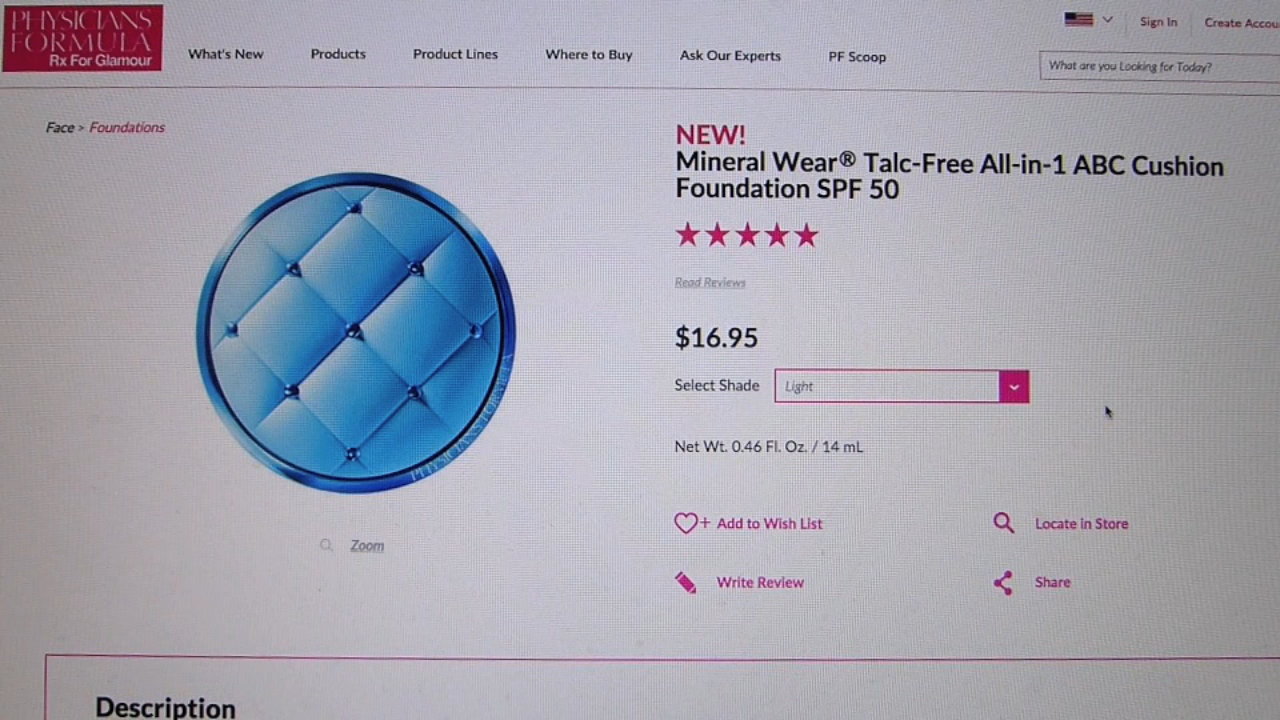 PHYSICIANS
FORMULA
Rx For Glamour
What's New
Products
Product Lines
Where to Buy
Ask Our Experts
PF Scoop
Sign In
Create Accou
What are you Looking for Today?
Face > Foundations
NEW!
Mineral Wear® Talc-Free All-in-1 ABC Cushion
Foundation SPF 50
Read Reviews
$16.95
Select Shade
Light
Net Wt. 0.46 Fl. Oz. / 14 mL
Add to Wish List
Locate in Store
Write Review
Share
PHYSICIANS FORMULA
Zoom
Description